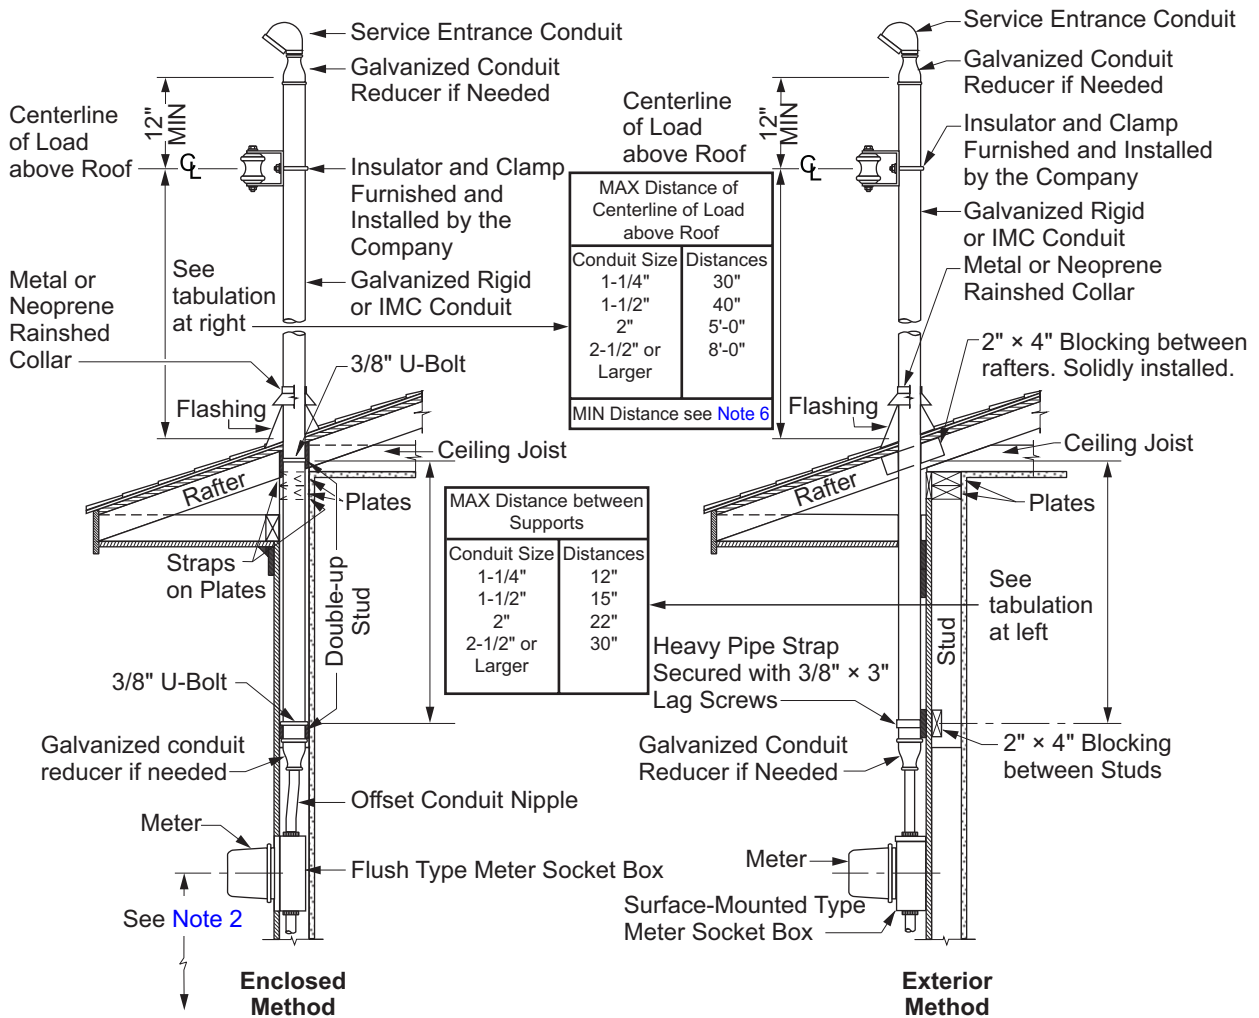 Service Entrance Conduit
Galvanized Conduit
Reducer if Needed
Centerline
of Load
above Roof
12"
MIN
CL
Insulator and Clamp
Furnished and
Installed by the
Company
See
tabulation
at right
Galvanized Rigid
or IMC Conduit
Metal or
Neoprene
Rainshed
Collar
3/8" U-Bolt
Flashing
Ceiling Joist
Rafter
Plates
Straps
on Plates
Double-up
Stud
3/8" U-Bolt
Galvanized conduit
reducer if needed
Offset Conduit Nipple
Meter
Flush Type Meter Socket Box
See Note 2
Enclosed
Method
MAX Distance of
Centerline of Load
above Roof
Conduit Size Distances
1-1/4" 30"
1-1/2" 40"
2" 5'-0"
2-1/2" or 8'-0"
Larger
MIN Distance see Note 6
MAX Distance between
Supports
Conduit Size Distances
1-1/4" 12"
1-1/2" 15"
2" 22"
2-1/2" or 30"
Larger
Service Entrance Conduit
Galvanized Conduit
Reducer if Needed
Centerline
of Load
above Roof
12"
MIN
CL
Insulator and Clamp
Furnished and Installed
by the Company
Galvanized Rigid
or IMC Conduit
Metal or Neoprene
Rainshed Collar
2" × 4" Blocking between
rafters. Solidly installed.
Flashing
Ceiling Joist
Rafter
Plates
See
tabulation
at left
Stud
Heavy Pipe Strap
Secured with 3/8" × 3"
Lag Screws
Galvanized Conduit
Reducer if Needed
2" × 4" Blocking
between Studs
Meter
Surface-Mounted Type
Meter Socket Box
Exterior
Method